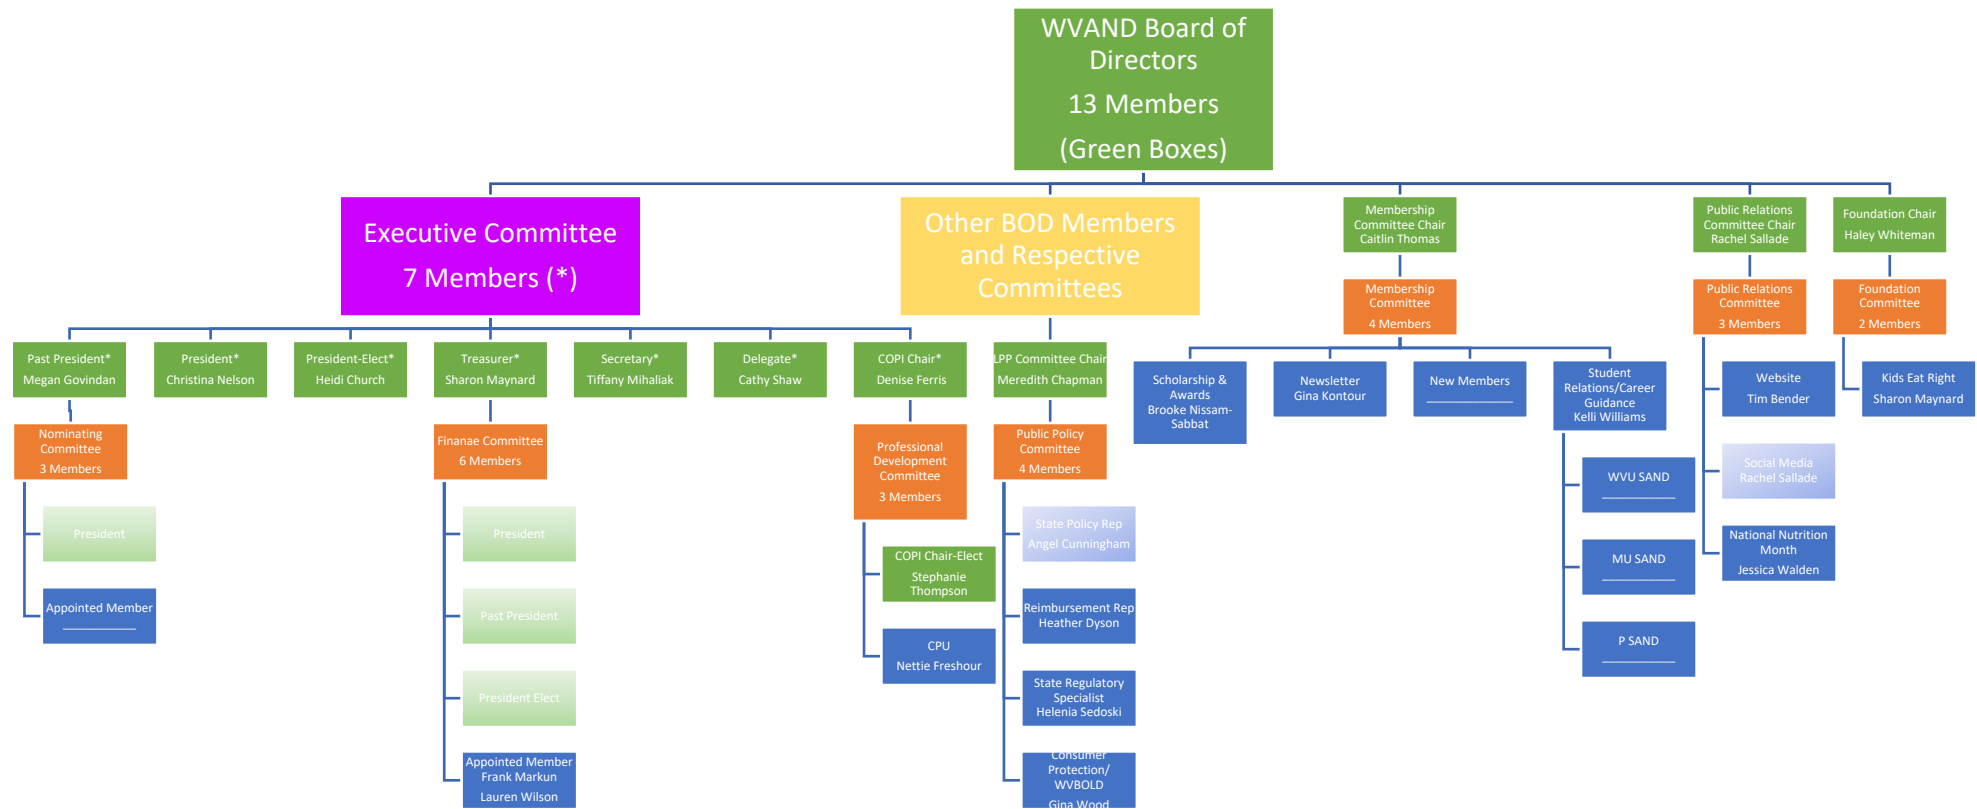 WVAND Board of
Directors
13 Members
(Green Boxes)
Executive Committee
7 Members (*)
Other BOD Members
and Respective
Committees
Membership
Committee Chair
Caitlin Thomas
Public Relations
Committee Chair
Rachel Sallade
Foundation Chair
Haley Whiteman
Membership
Committee
4 Members
Public Relations
Committee
3 Members
Foundation
Committee
2 Members
Past President*
Megan Govindan
President*
Christina Nelson
President-Elect*
Heidi Church
Treasurer*
Sharon Maynard
Secretary*
Tiffany Mihaliak
Delegate*
Cathy Shaw
COPI Chair*
Denise Ferris
LPP Committee Chair
Meredith Chapman
Scholarship &
Awards
Brooke Nissam-
Sabbat
Newsletter
Gina Kontour
New Members
____________
Student
Relations/Career
Guidance
Kelli Williams
Website
Tim Bender
Kids Eat Right
Sharon Maynard
Nominating
Committee
3 Members
Finanae Committee
6 Members
Professional
Development
Committee
3 Members
Public Policy
Committee
4 Members
WVU SAND
____________
Social Media
Rachel Sallade
President
President
COPI Chair-Elect
Stephanie
Thompson
State Policy Rep
Angel Cunningham
MU SAND
____________
National Nutrition
Month
Jessica Walden
Appointed Member
____________
Past President
CPU
Nettie Freshour
Reimbursement Rep
Heather Dyson
P SAND
____________
President Elect
State Regulatory
Specialist
Helenia Sedoski
Appointed Member
Frank Markun
Lauren Wilson
Consumer
Protection/
WVBOLD
Gina Wood